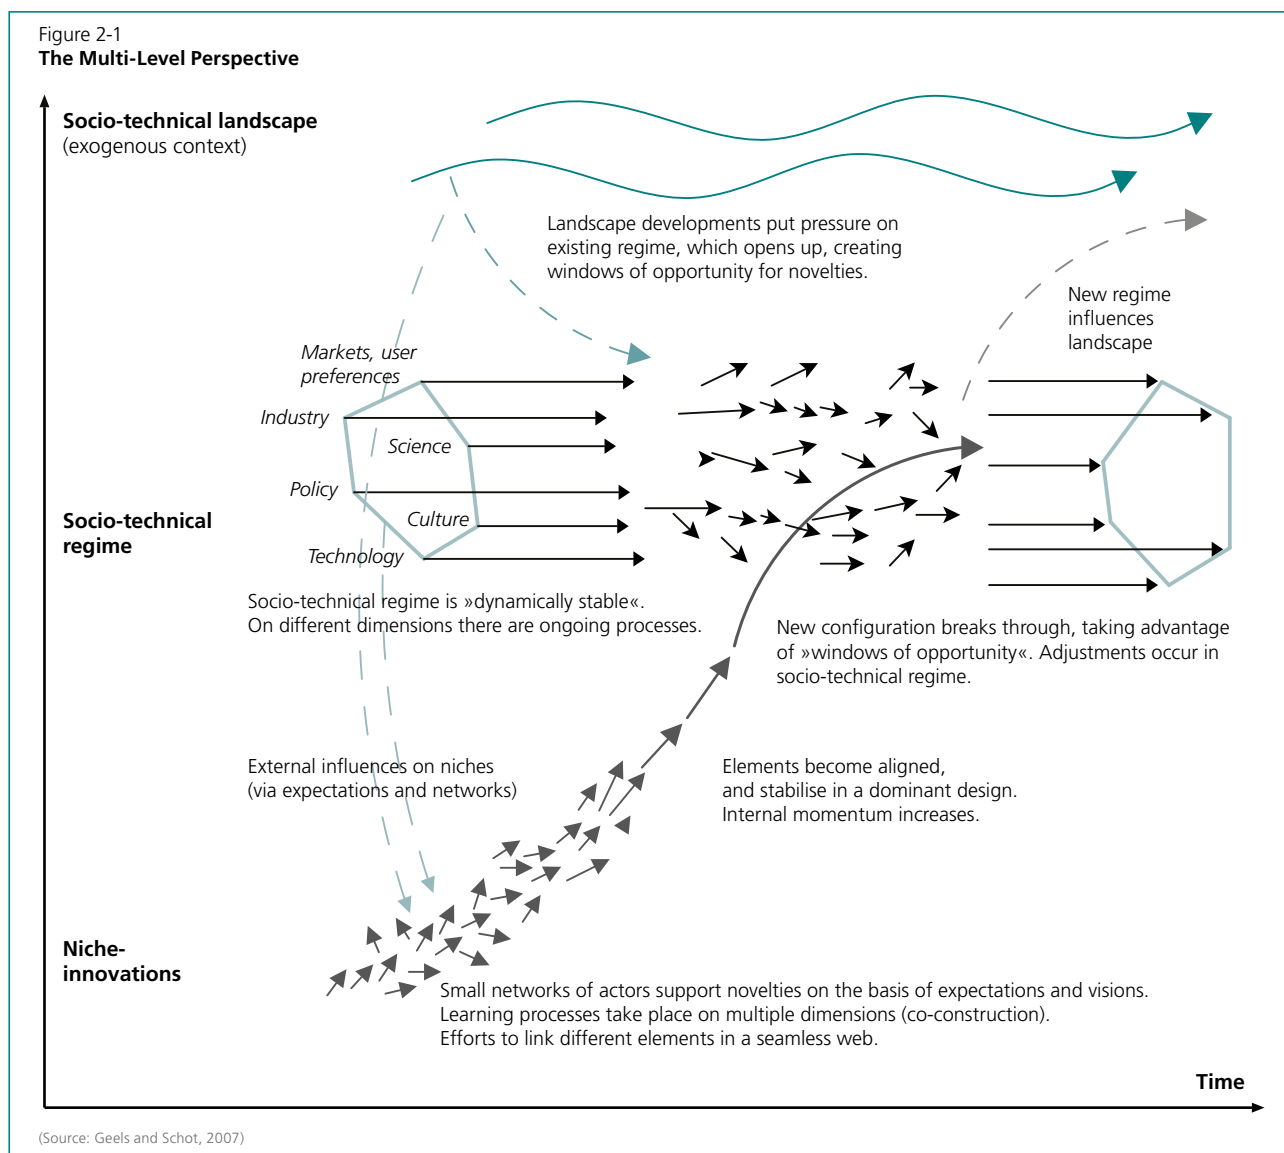 Figure 2-1
The Multi-Level Perspective
Socio-technical landscape
(exogenous context)
Landscape developments put pressure on
existing regime, which opens up, creating
windows of opportunity for novelties.
New regime
influences
landscape
Markets, user
preferences
Industry
Science
Policy
Culture
Technology
Socio-technical
regime
Socio-technical regime is »dynamically stable«.
On different dimensions there are ongoing processes.
New configuration breaks through, taking advantage
of »windows of opportunity«. Adjustments occur in
socio-technical regime.
External influences on niches
(via expectations and networks)
Elements become aligned,
and stabilise in a dominant design.
Internal momentum increases.
Niche-
innovations
Small networks of actors support novelties on the basis of expectations and visions.
Learning processes take place on multiple dimensions (co-construction).
Efforts to link different elements in a seamless web.
Time
(Source: Geels and Schot, 2007)